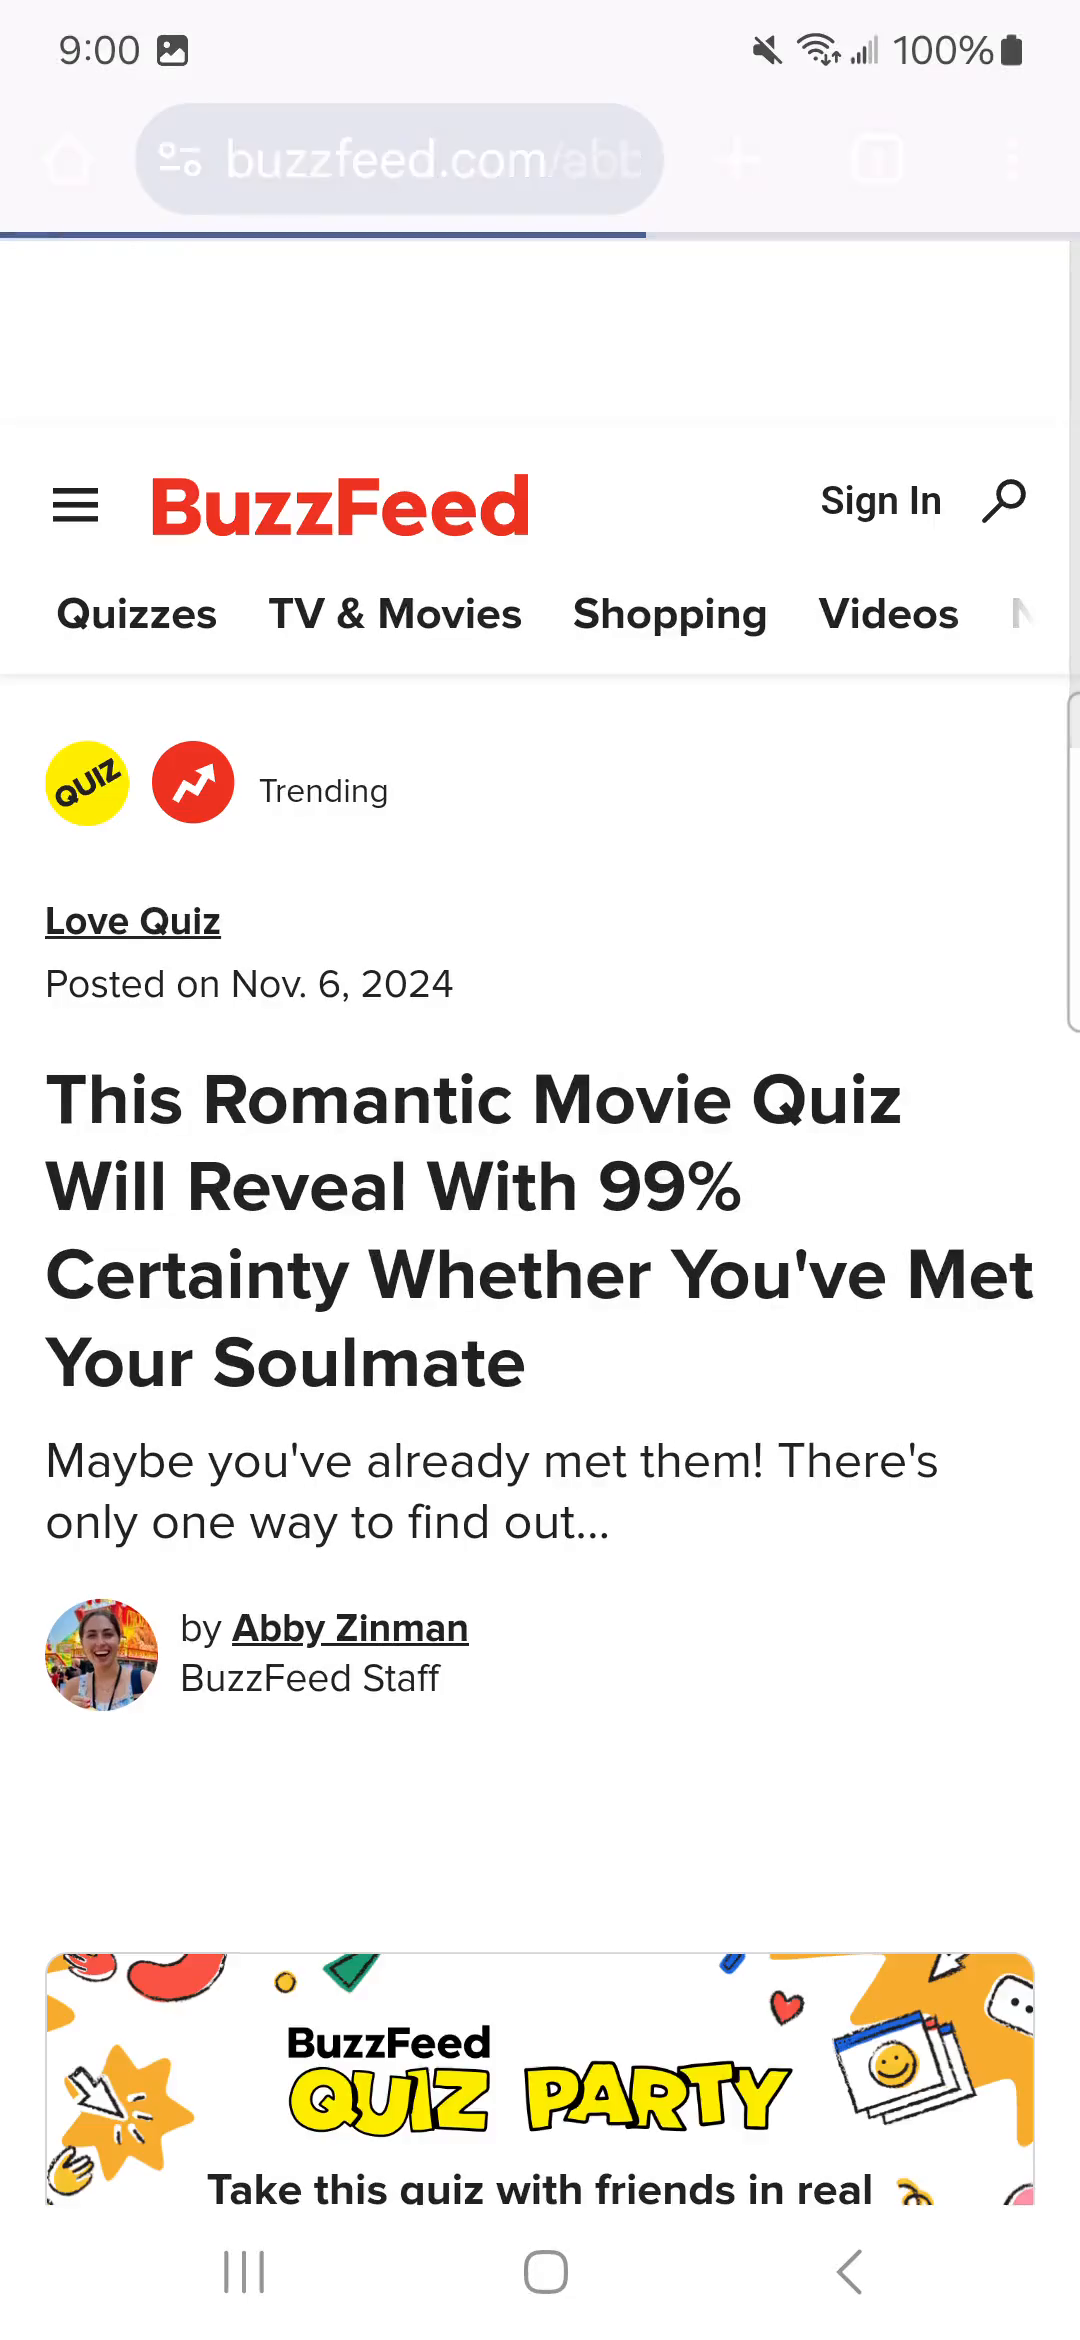 9:00
100%
buzzfeed.com/abb
BuzzFeed
Sign In
Quizzes TV & Movies Shopping Videos
QUIZ
Trending
Love Quiz
Posted on Nov. 6, 2024
This Romantic Movie Quiz
Will Reveal With 99%
Certainty Whether You've Met
Your Soulmate
Maybe you've already met them! There's
only one way to find out...
by Abby Zinman
BuzzFeed Staff
BuzzFeed
QUIZ PARTY
Take this quiz with friends in real